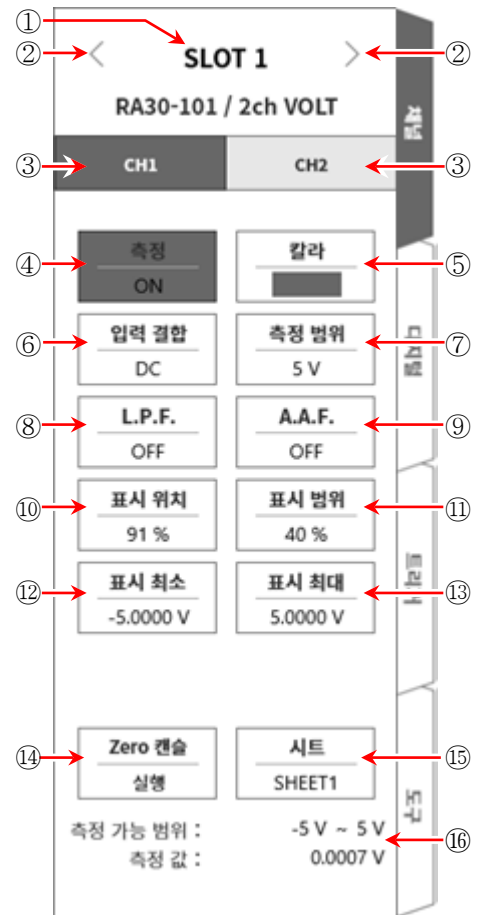 ①
② < SLOT 1 > ②
RA30-101 / 2ch VOLT
채널
③ CH1 CH2 ③
④ 측정 칼라 ⑤
ON
디지털
⑥ 입력 결합 측정 범위 ⑦
DC 5 V
⑧ L.P.F. A.A.F. ⑨
OFF OFF
⑩ 표시 위치 표시 범위 ⑪
91 % 40 %
트리거
⑫ 표시 최소 표시 최대 ⑬
-5.0000 V 5.0000 V
⑭ Zero 캔슬 시트 ⑮
실행 SHEET1
도구
측정 가능 범위 : -5 V ~ 5 V ⑯
측정 값 : 0.0007 V